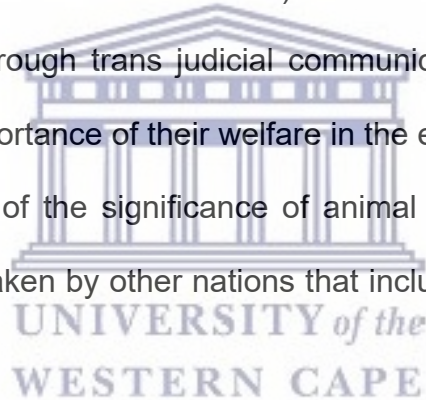 rough trans judicial communic
ortance of their welfare in the e
of the significance of animal
aken by other nations that inclu
UNIVERSITY of the
WESTERN CAPE